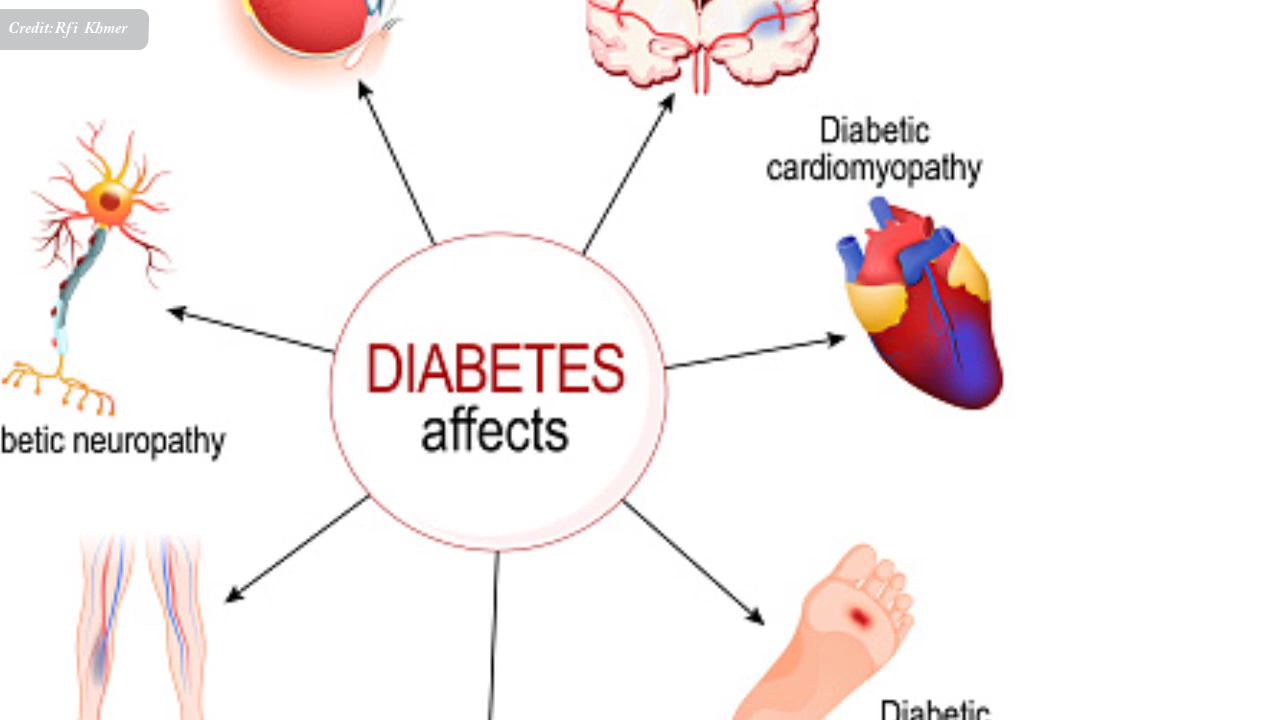 Credit:Rfi Khmer
Diabetic
cardiomyopathy
DIABETES
affects
betic neuropathy
Diabetic